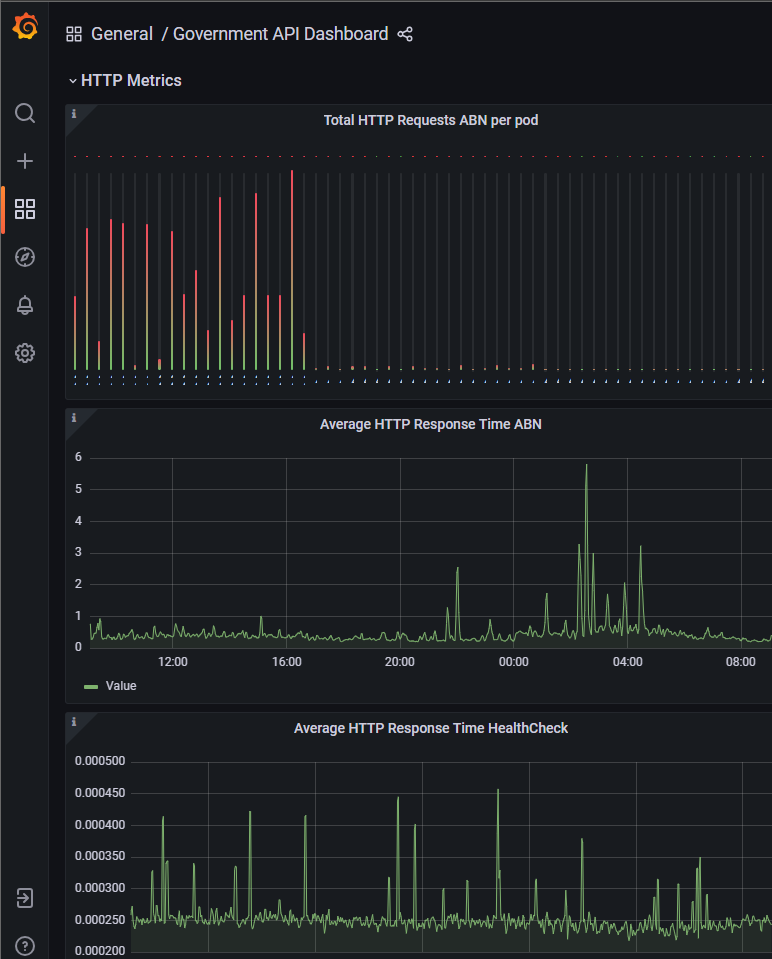 General / Government API Dashboard
HTTP Metrics
i
Total HTTP Requests ABN per pod
i
Average HTTP Response Time ABN
6
5
4
3
2
1
0
12:00 16:00 20:00 00:00 04:00 08:00
Value
i
Average HTTP Response Time HealthCheck
0.000500
0.000450
0.000400
0.000350
0.000300
0.000250
0.000200